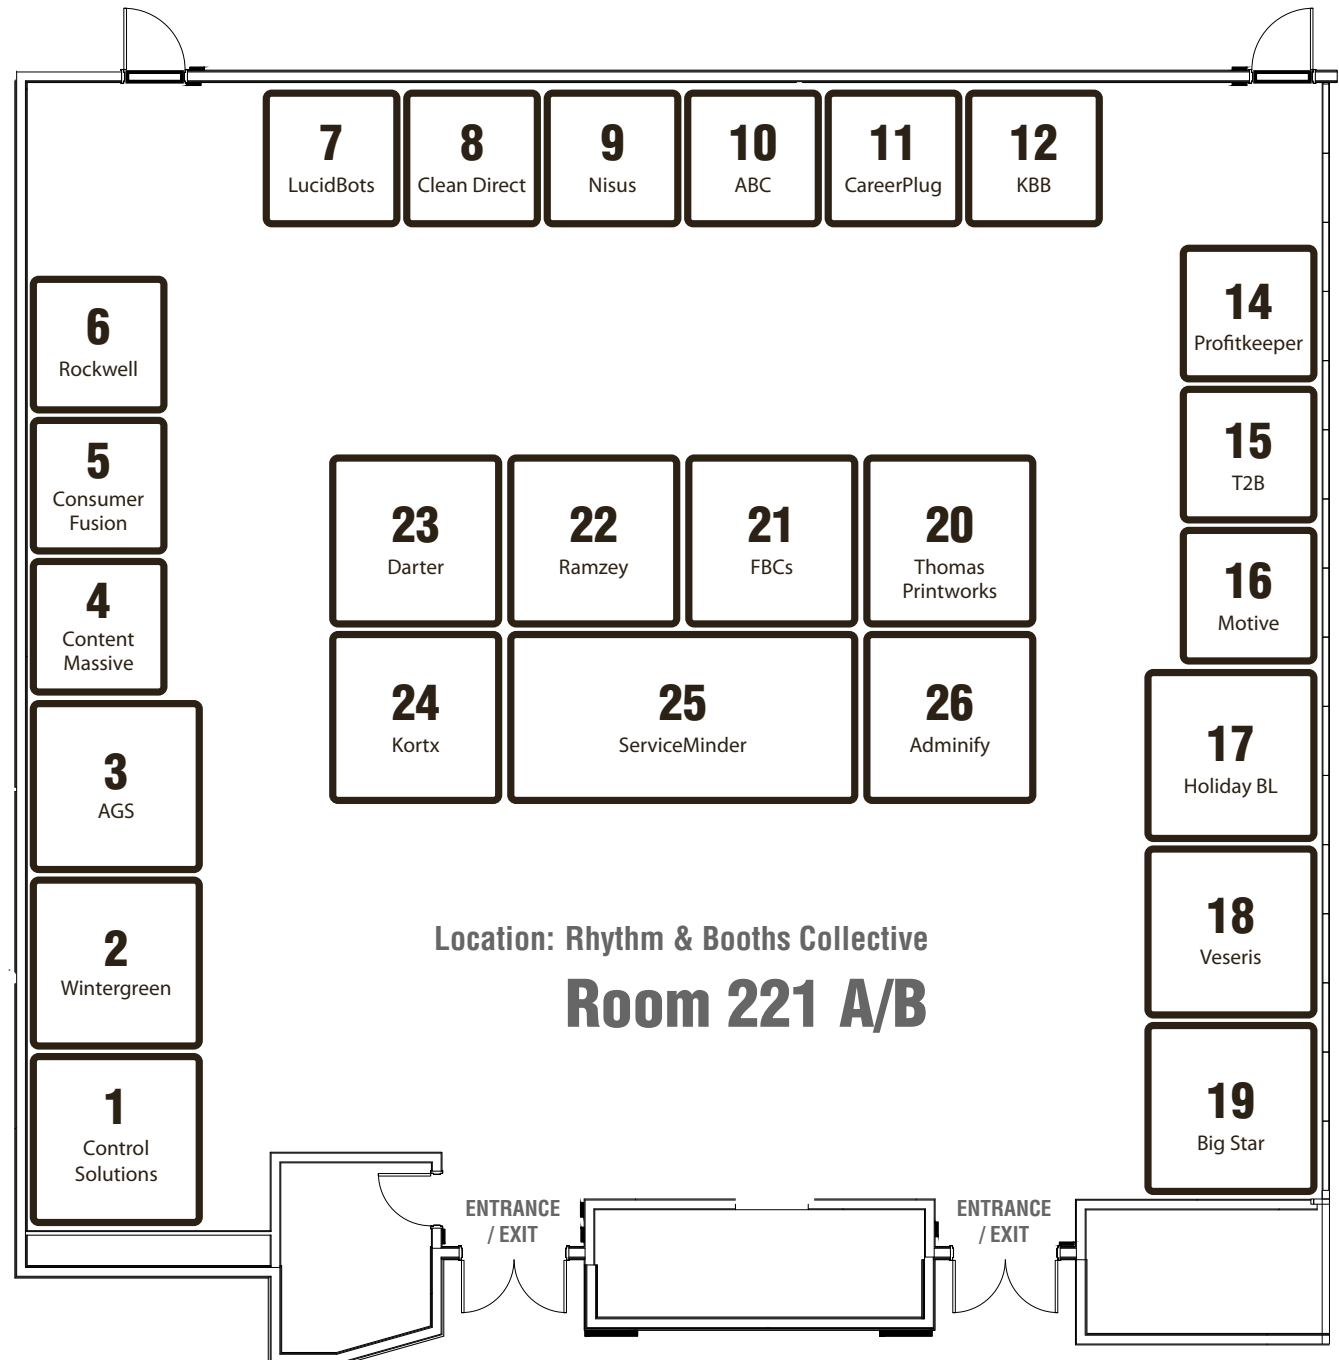 7
LucidBots
8
Clean Direct
9
Nisus
10
ABC
11
CareerPlug
12
KBB
6
Rockwell
5
Consumer
Fusion
4
Content
Massive
3
AGS
2
Wintergreen
1
Control
Solutions
23
Darter
22
Ramzey
21
FBCs
20
Thomas
Printworks
24
Kortx
25
ServiceMinder
26
Adminify
14
Profitkeeper
15
T2B
16
Motive
17
Holiday BL
18
Veseris
19
Big Star
Location: Rhythm & Booths Collective
Room 221 A/B
ENTRANCE
/ EXIT
ENTRANCE
/ EXIT